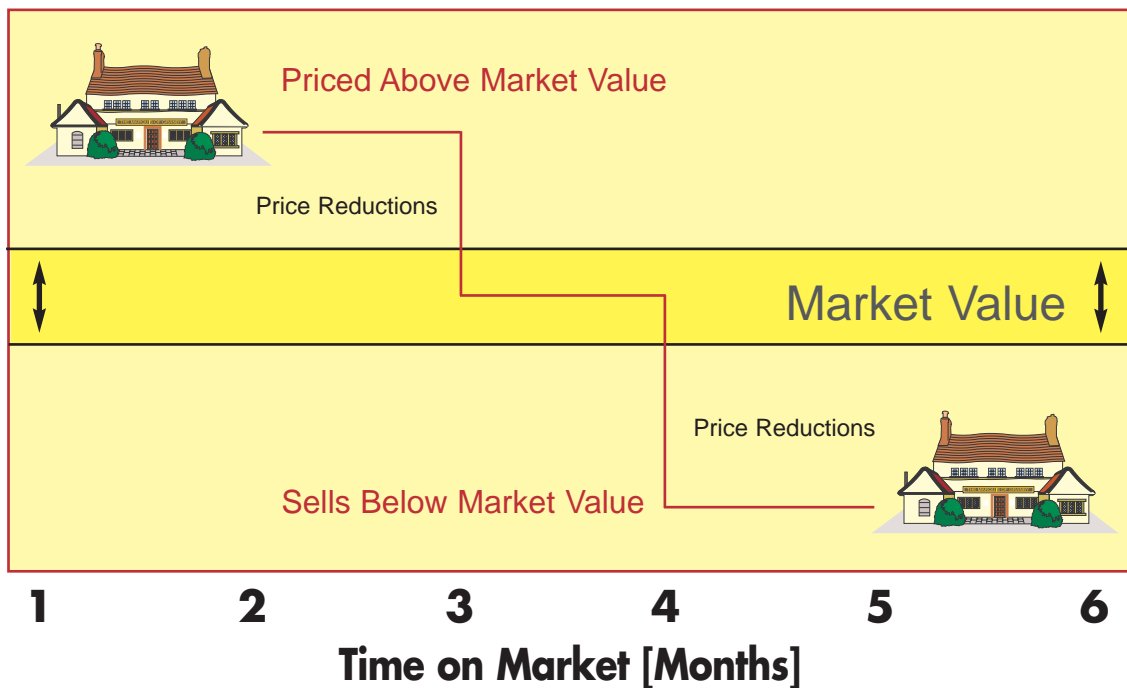 Priced Above Market Value
Price Reductions
Market Value
Price Reductions
Sells Below Market Value
1 2 3 4 5 6
Time on Market [Months]